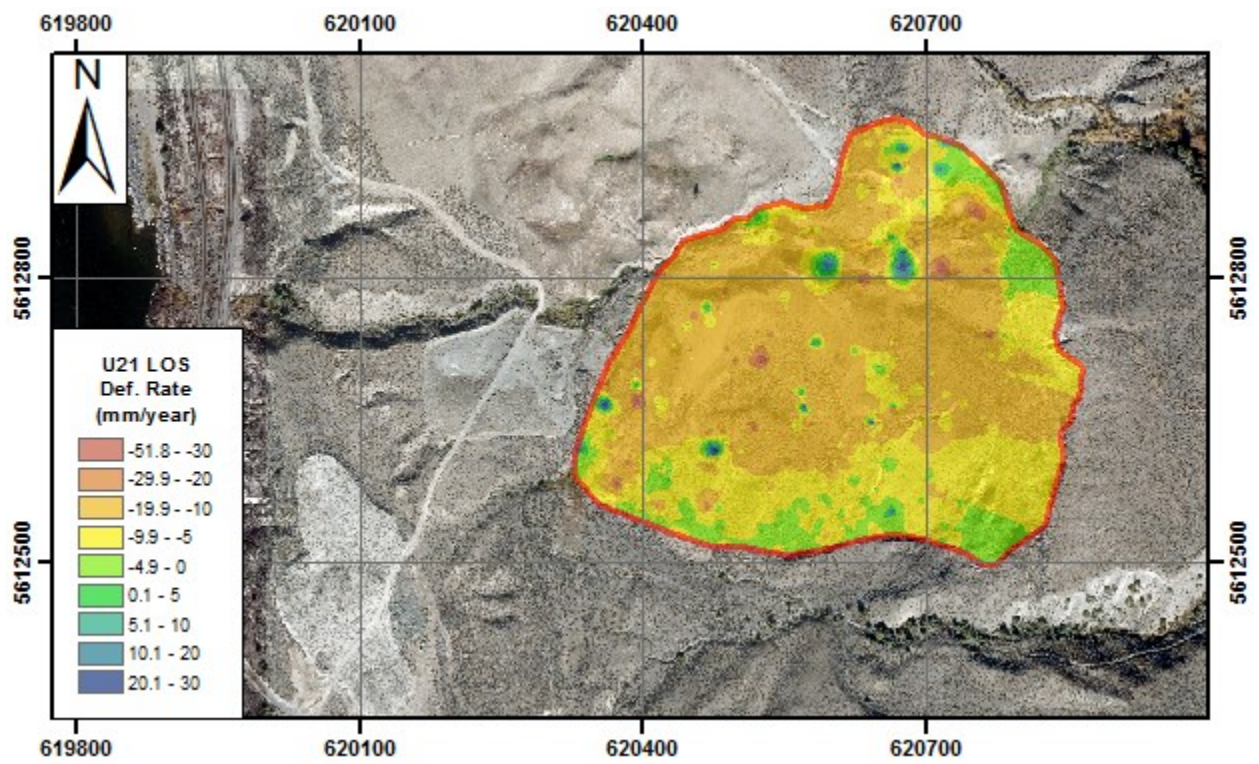 619800 620100 620400 620700
N
5612800 5612800
U21 LOS
Def. Rate
(mm/year)
-51.8 - -30
-29.9 - -20
-19.9 - -10
-9.9 - -5
-4.9 - 0
0.1 - 5
5.1 - 10
10.1 - 20
20.1 - 30
5612500 5612500
619800 620100 620400 620700